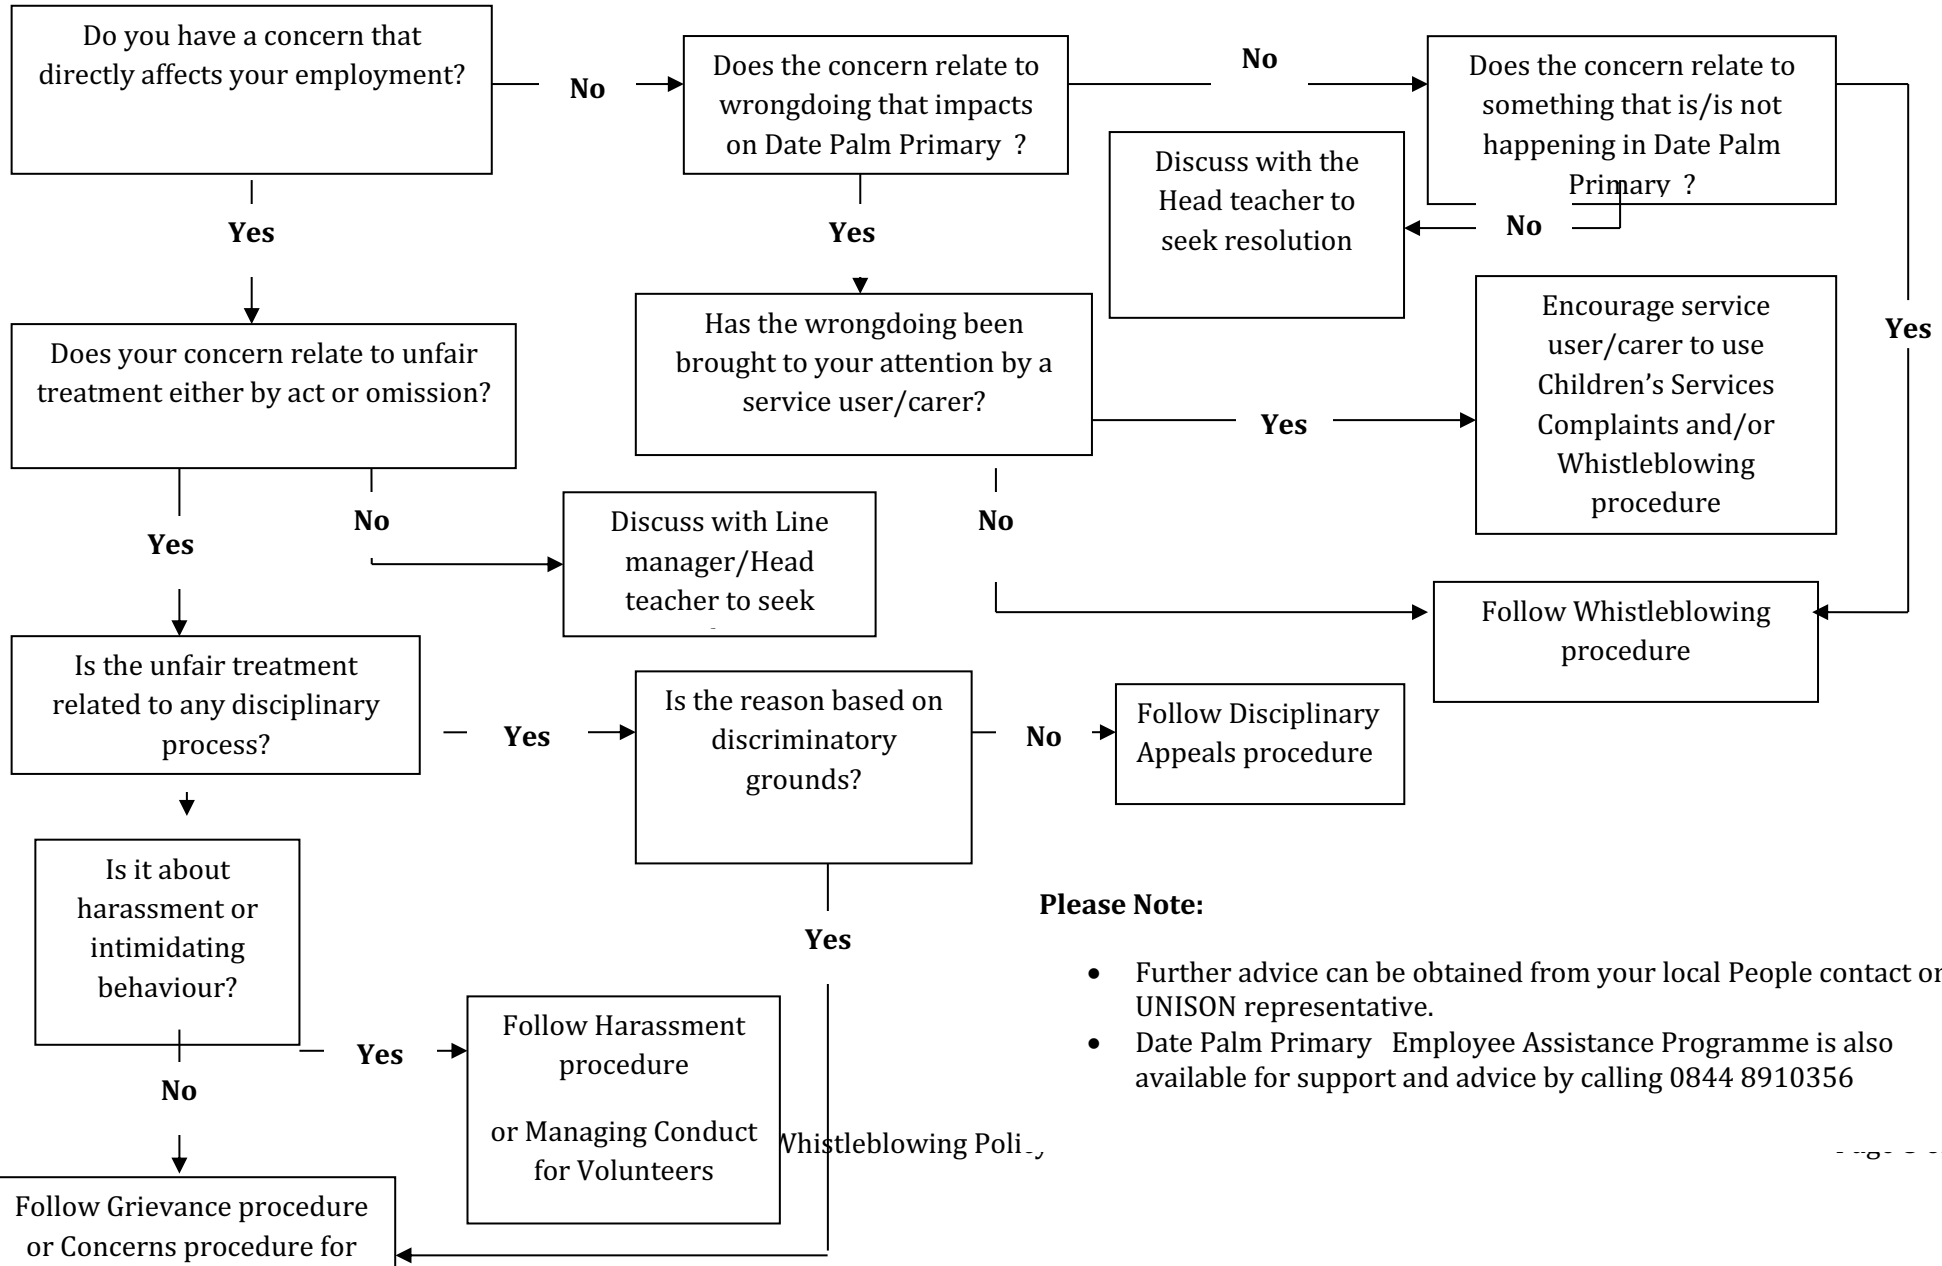 Do you have a concern that
directly affects your employment?
No
Does the concern relate to
wrongdoing that impacts
on Date Palm Primary ?
No
Does the concern relate to
something that is/is not
happening in Date Palm
Primary ?
Discuss with the
Head teacher to
seek resolution
No
Yes
Yes
Yes
Does your concern relate to unfair
treatment either by act or omission?
Has the wrongdoing been
brought to your attention by a
service user/carer?
Yes
Encourage service
user/carer to use
Children’s Services
Complaints and/or
Whistleblowing
procedure
Yes
No
Discuss with Line
manager/Head
teacher to seek
No
Follow Whistleblowing
procedure
Is the unfair treatment
related to any disciplinary
process?
Yes
Is the reason based on
discriminatory
grounds?
No
Follow Disciplinary
Appeals procedure
Is it about
harassment or
intimidating
behaviour?
Yes
Please Note:
• Further advice can be obtained from your local People contact or
UNISON representative.
• Date Palm Primary Employee Assistance Programme is also
available for support and advice by calling 0844 8910356
No
Yes
Follow Harassment
procedure
or Managing Conduct
for Volunteers
Whistleblowing Policy
Follow Grievance procedure
or Concerns procedure for